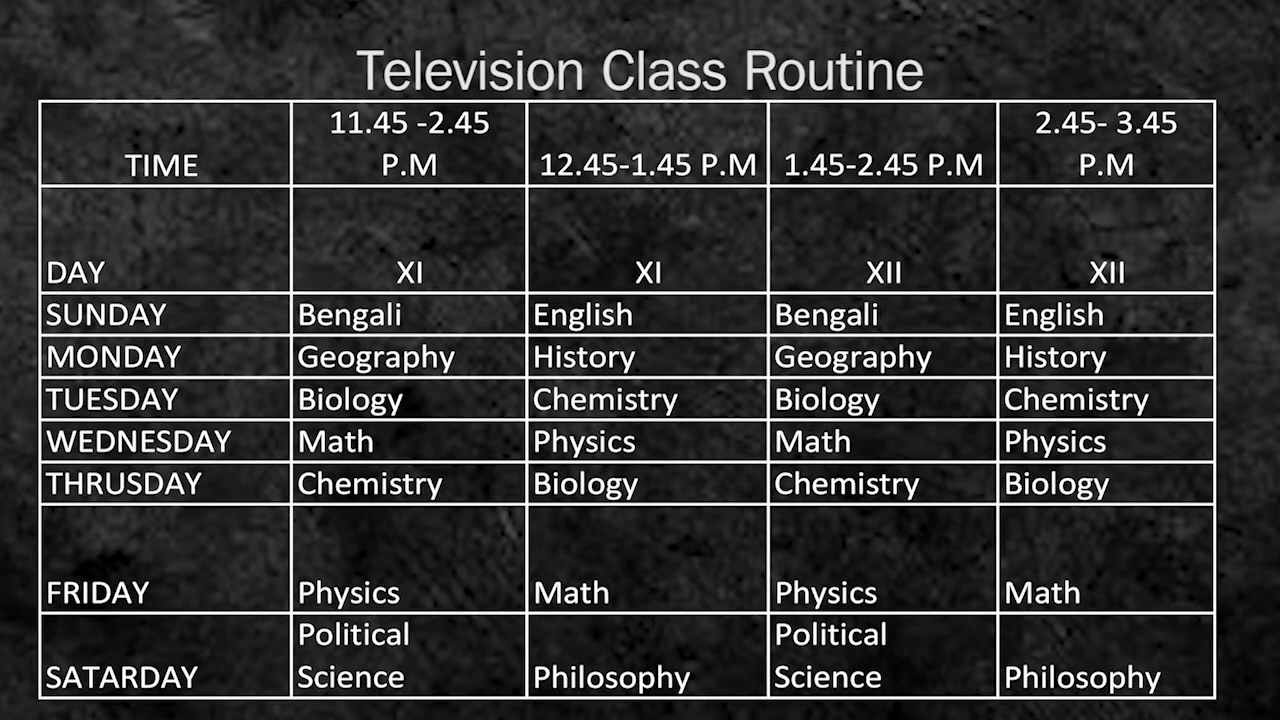 Television Class Routine
TIME 11.45 -2.45 P.M 12.45-1.45 P.M 1.45-2.45 P.M 2.45- 3.45 P.M
DAY XI XI XII XII
SUNDAY Bengali English Bengali English
MONDAY Geography History Geography History
TUESDAY Biology Chemistry Biology Chemistry
WEDNESDAY Math Physics Math Physics
THRUSDAY Chemistry Biology Chemistry Biology
FRIDAY Physics Math Physics Math
SATARDAY Political Science Philosophy Political Science Philosophy